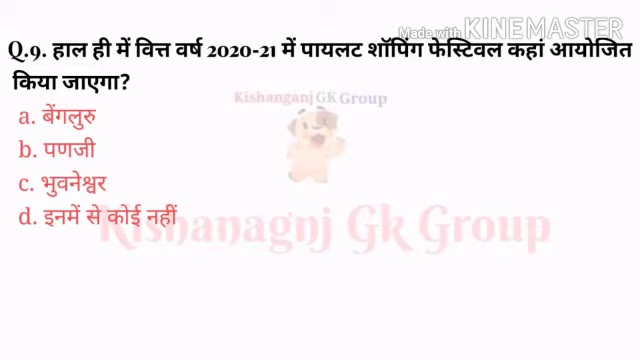 Made with KINEMASTER
Q.9. हाल ही में वित्त वर्ष 2020-21 में पायलट शॉपिंग फेस्टिवल कहां आयोजित
किया जाएगा?
Kishanganj GK Group
a. बेंगलुरु
b. पणजी
c. भुवनेश्वर
d. इनमें से कोई नहीं
Kishanagnj Gk Group